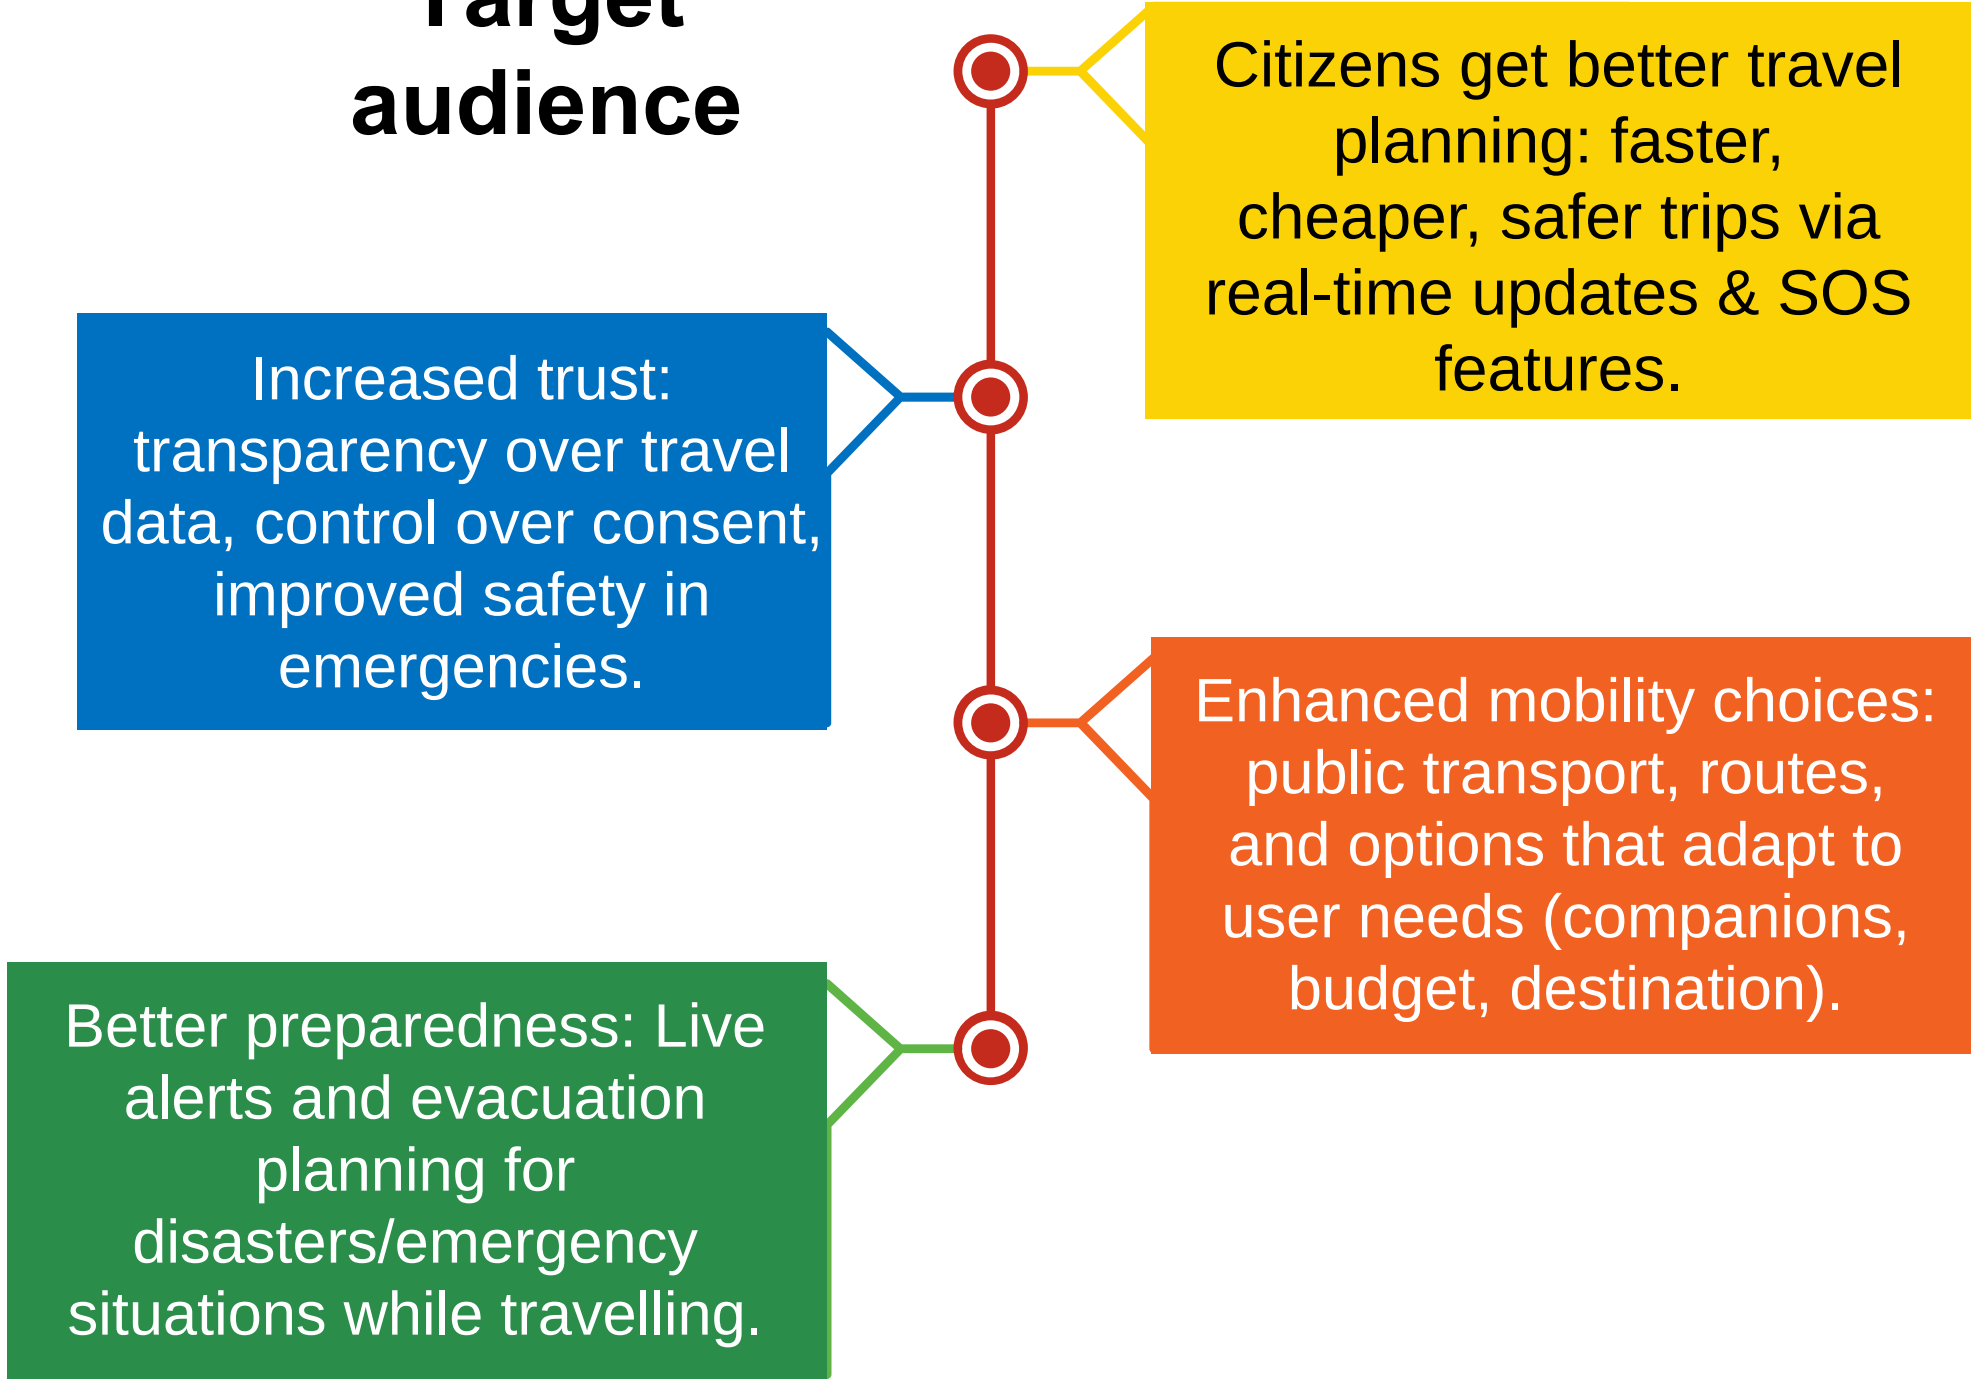 Target
audience
Citizens get better travel
planning: faster,
cheaper, safer trips via
real-time updates & SOS
features.
Increased trust:
transparency over travel
data, control over consent,
improved safety in
emergencies.
Enhanced mobility choices:
public transport, routes,
and options that adapt to
user needs (companions,
budget, destination).
Better preparedness: Live
alerts and evacuation
planning for
disasters/emergency
situations while travelling.